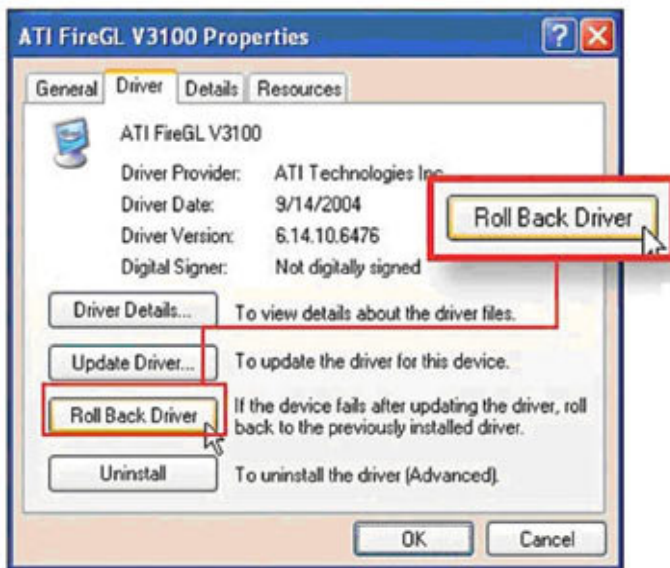 ATI FireGL V3100 Properties
General Driver Details Resources
ATI FireGL V3100
Driver Provider: ATI Technologies Inc
Driver Date: 9/14/2004
Driver Version: 6.14.10.6476
Digital Signer: Not digitally signed
Roll Back Driver
Driver Details... To view details about the driver files.
Update Driver... To update the driver for this device.
Roll Back Driver If the device fails after updating the driver, roll
back to the previously installed driver.
Uninstall To uninstall the driver (Advanced).
OK Cancel